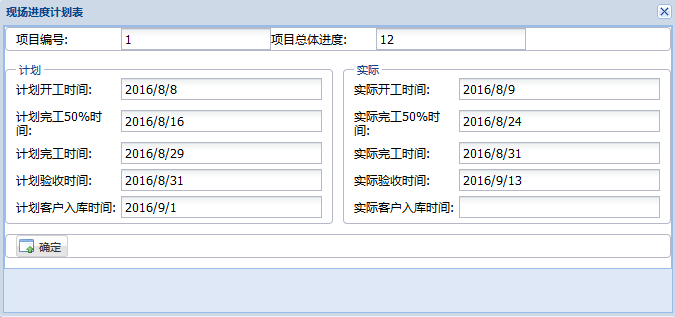 现场进度计划表
项目编号: 1 项目总体进度: 12
计划
计划开工时间: 2016/8/8
计划完工50%时
间: 2016/8/16
计划完工时间: 2016/8/29
计划验收时间: 2016/8/31
计划客户入库时间: 2016/9/1
实际
实际开工时间: 2016/8/9
实际完工50%时
间: 2016/8/24
实际完工时间: 2016/8/31
实际验收时间: 2016/9/13
实际客户入库时间:
确定